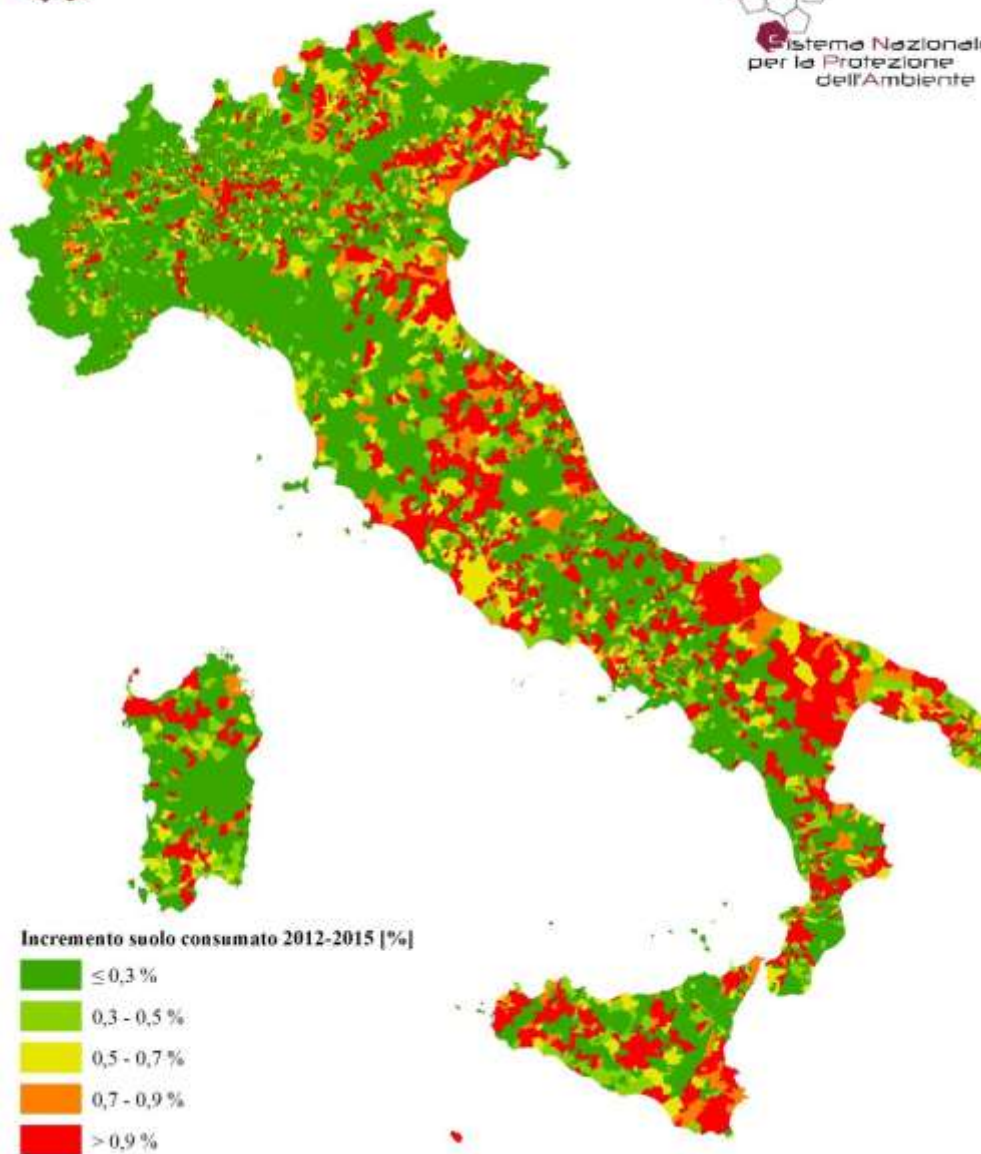 Sistema Nazionale
per la Protezione
dell'Ambiente
Incremento suolo consumato 2012-2015 [%]
≤ 0,3 %
0,3 - 0,5 %
0,5 - 0,7 %
0,7 - 0,9 %
> 0,9 %